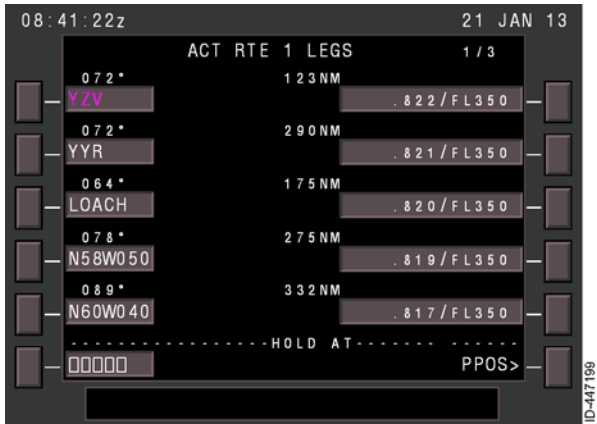 08:41:22z 21 JAN 13
ACT RTE 1 LEGS 1/3
072° 123NM
YZV .822/FL350
072° 290NM
YYR .821/FL350
064° 175NM
LOACH .820/FL350
078° 275NM
N58W050 .819/FL350
089° 332NM
N60W040 .817/FL350
-----------------HOLD AT------- ------
□□□□□ PPOS>
ID-447199